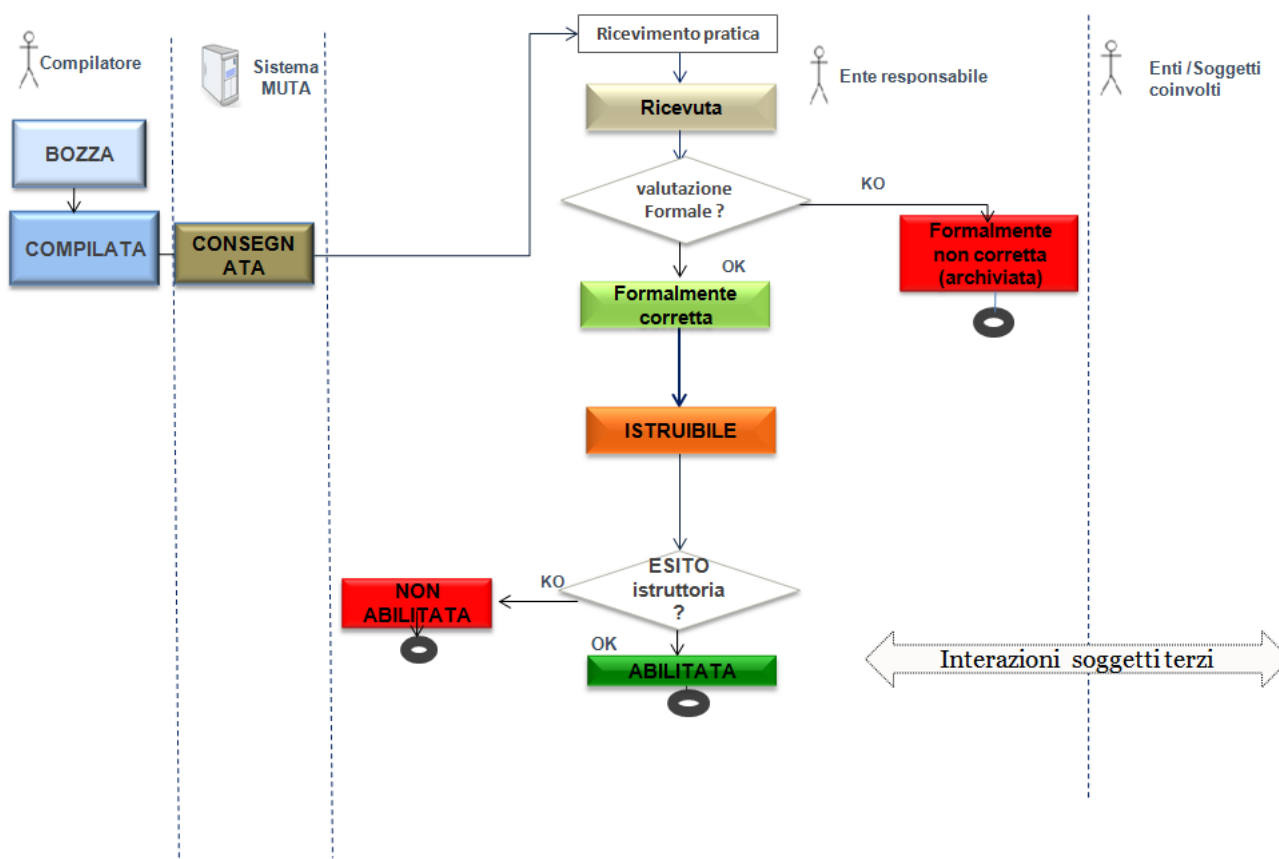 Compilatore
Sistema
MUTA
Ricevimento pratica
Ente responsabile
Enti /Soggetti
coinvolti
BOZZA
Ricevuta
COMPILATA
CONSEGN
ATA
valutazione
Formale ?
KO
Formalmente
non corretta
(archiviata)
OK
Formalmente
corretta
ISTRUIBILE
ESITO
istruttoria
?
KO
NON
ABILITATA
OK
ABILITATA
Interazioni soggetti terzi